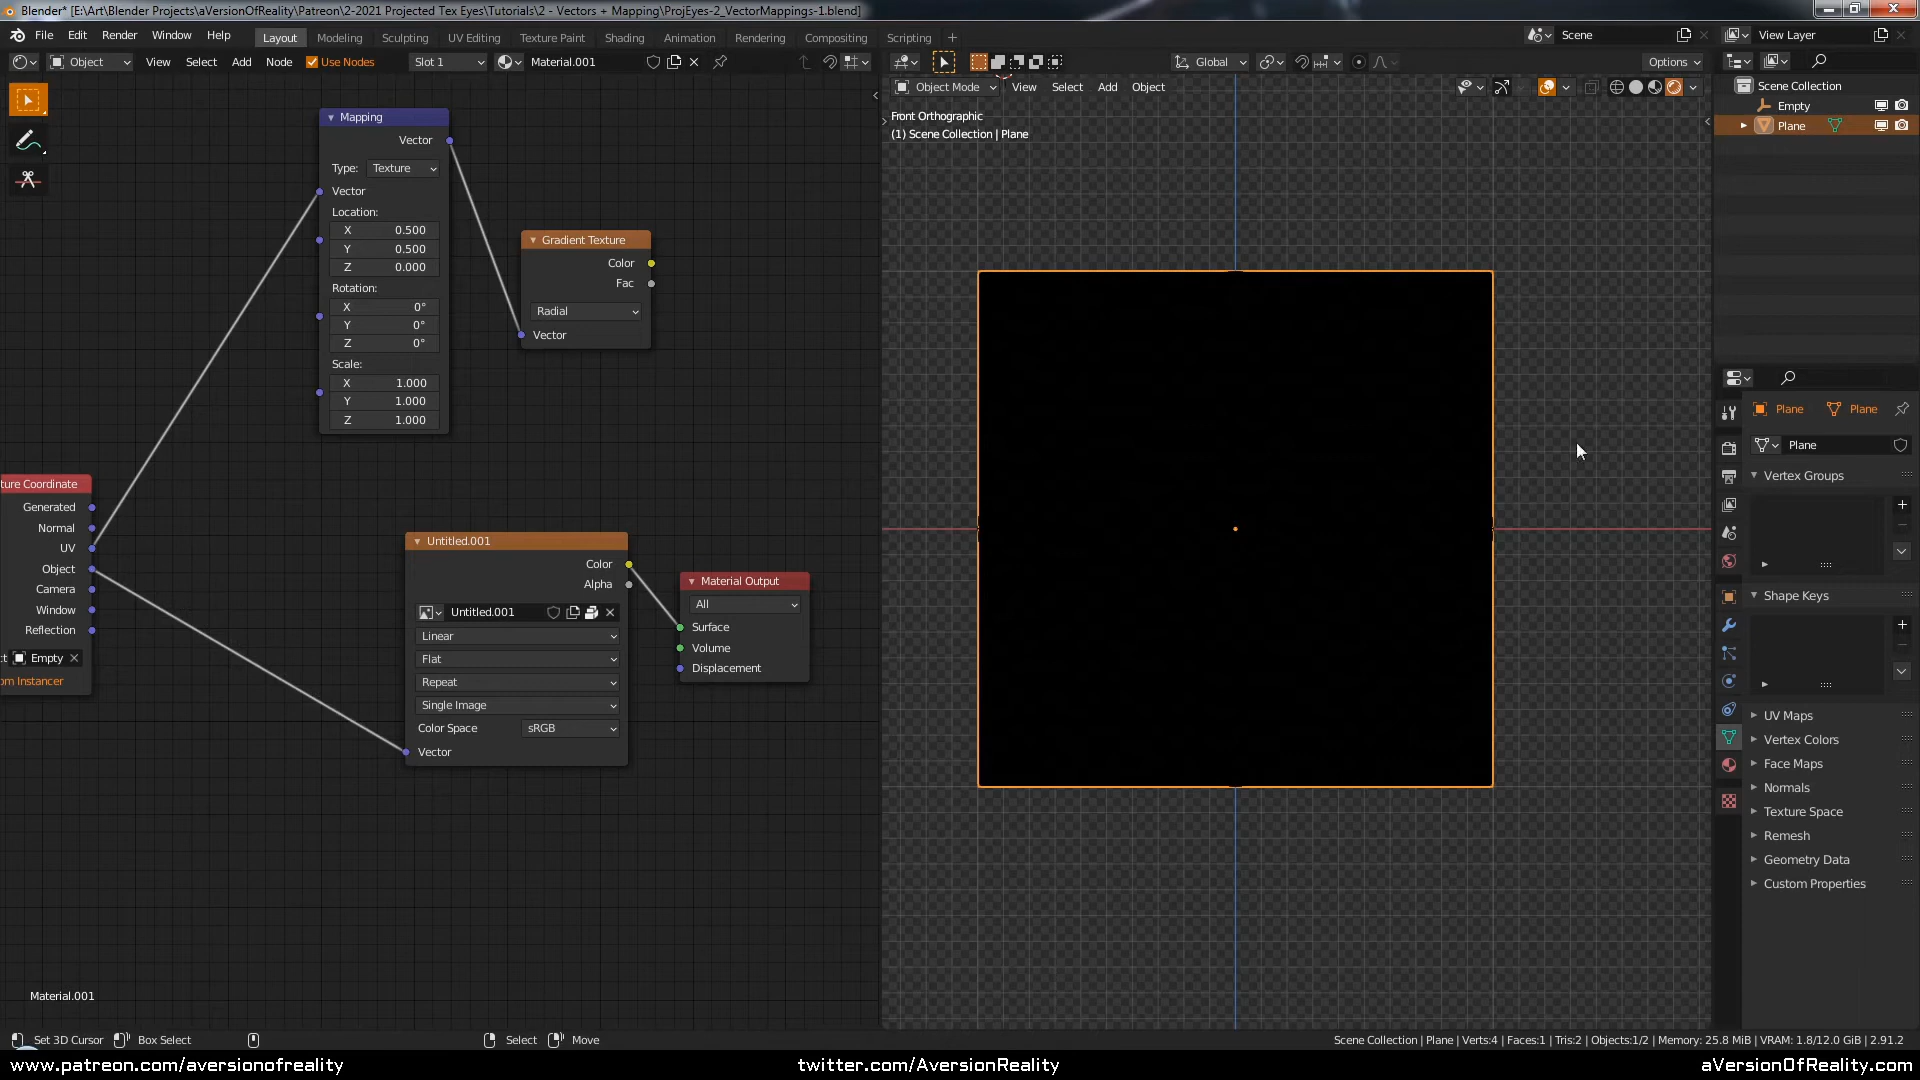 Blender* [E:\Art\Blender Projects\aVersionOfReality\Patreon\2-2021 Projected Tex Eyes\Tutorials\2 - Vectors + Mapping\ProjEyes-2_VectorMappings-1.blend]
File Edit Render Window Help Layout Modeling Sculpting UV Editing Texture Paint Shading Animation Rendering Compositing Scripting + Scene View Layer
Object View Select Add Node Use Nodes Slot 1 Material.001 Global Options
Object Mode View Select Add Object
Front Orthographic
(1) Scene Collection | Plane
Scene Collection
Empty
Plane
Mapping
Vector
Type: Texture
Vector
Location:
X 0.500
Y 0.500
Z 0.000
Rotation:
X 0°
Y 0°
Z 0°
Scale:
X 1.000
Y 1.000
Z 1.000
Gradient Texture
Color
Fac
Radial
Vector
ture Coordinate
Generated
Normal
UV
Object
Camera
Window
Reflection
ct Empty
om Instancer
Untitled.001
Color
Alpha
Untitled.001
Linear
Flat
Repeat
Single Image
Color Space sRGB
Vector
Material Output
All
Surface
Volume
Displacement
Plane Plane
Plane
Vertex Groups
Shape Keys
UV Maps
Vertex Colors
Face Maps
Normals
Texture Space
Remesh
Geometry Data
Custom Properties
Material.001
Set 3D Cursor Box Select Select Move Scene Collection | Plane | Verts:4 | Faces:1 | Tris:2 | Objects:1/2 | Memory: 25.8 MiB | VRAM: 1.8/12.0 GiB | 2.91.2
www.patreon.com/aversionofreality twitter.com/AversionReality aVersionOfReality.com